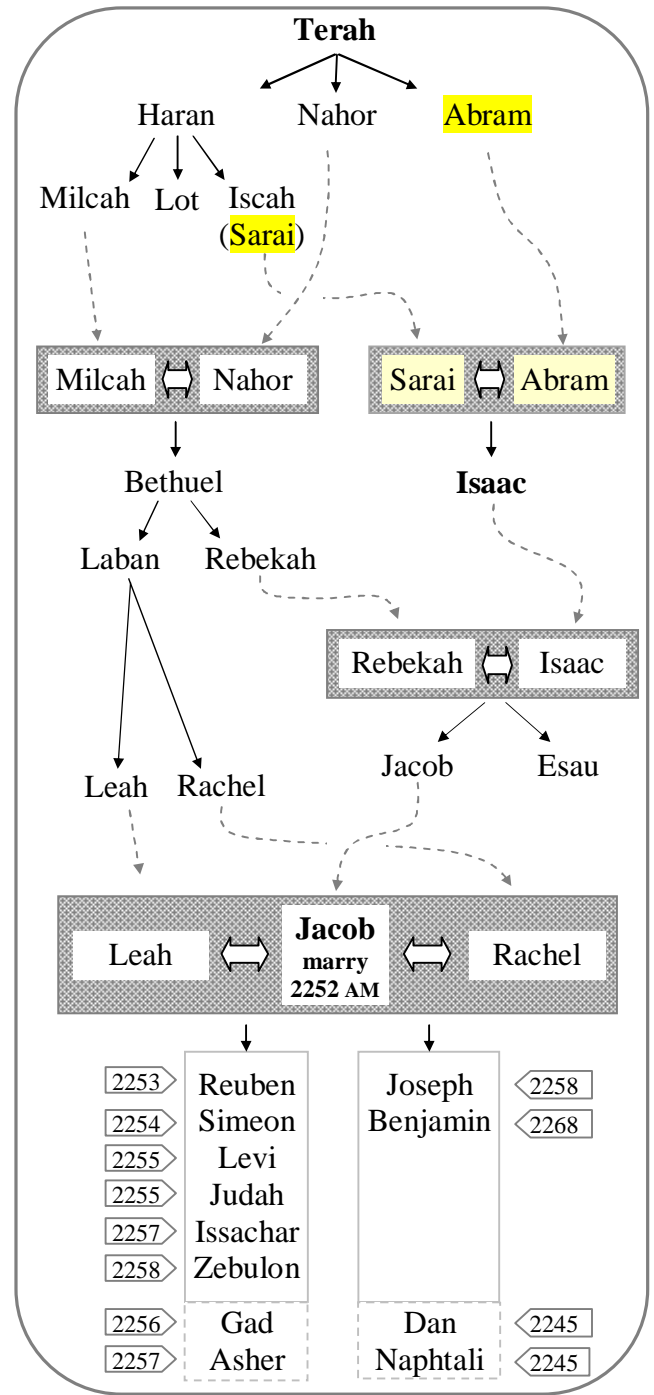 Terah
Haran Nahor Abram
Milcah Lot Iscah
(Sarai)
Milcah Nahor Sarai Abram
Bethuel Isaac
Laban Rebekah
Rebekah Isaac
Jacob Esau
Leah Rachel
Leah Jacob Rachel
marry
2252 AM
2253 Reuben Joseph 2258
2254 Simeon Benjamin 2268
2255 Levi
2255 Judah
2257 Issachar
2258 Zebulon
2256 Gad Dan 2245
2257 Asher Naphtali 2245